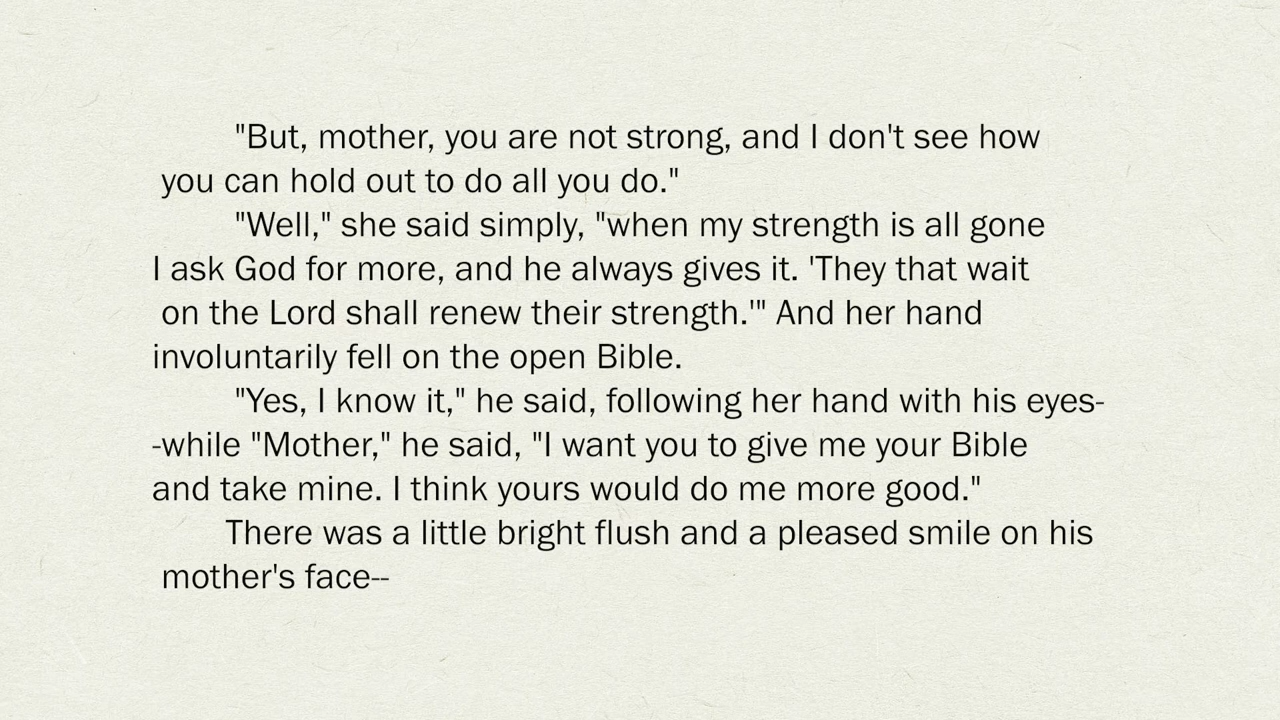 "But, mother, you are not strong, and I don't see how
you can hold out to do all you do."
"Well," she said simply, "when my strength is all gone
I ask God for more, and he always gives it. 'They that wait
on the Lord shall renew their strength.'" And her hand
involuntarily fell on the open Bible.
"Yes, I know it," he said, following her hand with his eyes-
-while "Mother," he said, "I want you to give me your Bible
and take mine. I think yours would do me more good."
There was a little bright flush and a pleased smile on his
mother's face--